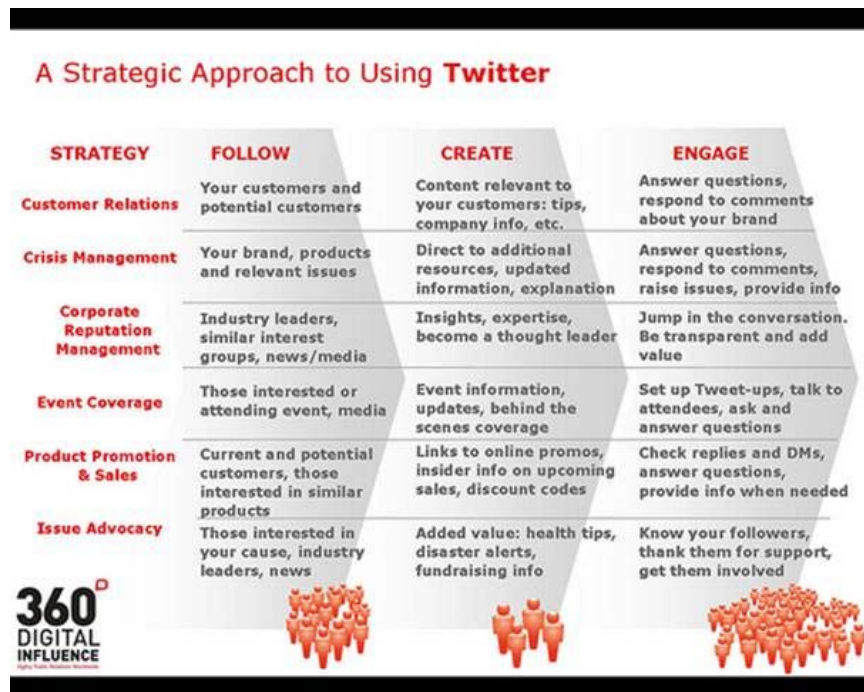 A Strategic Approach to Using Twitter
STRATEGY FOLLOW CREATE ENGAGE
Customer Relations
Your customers and
potential customers
Content relevant to
your customers: tips,
company info, etc.
Answer questions,
respond to comments
about your brand
Crisis Management
Your brand, products
and relevant issues
Direct to additional
resources, updated
information, explanation
Answer questions,
respond to comments,
raise issues, provide info
Corporate
Reputation
Management
Industry leaders,
similar interest
groups, news/media
Insights, expertise,
become a thought leader
Jump in the conversation.
Be transparent and add
value
Event Coverage
Those interested or
attending event, media
Event information,
updates, behind the
scenes coverage
Set up Tweet-ups, talk to
attendees, ask and
answer questions
Product Promotion
& Sales
Current and potential
customers, those
interested in similar
products
Links to online promos,
insider info on upcoming
sales, discount codes
Check replies and DMs,
answer questions,
provide info when needed
Issue Advocacy
Those interested in
your cause, industry
leaders, news
Added value: health tips,
disaster alerts,
fundraising info
Know your followers,
thank them for support,
get them involved
360
DIGITAL
INFLUENCE